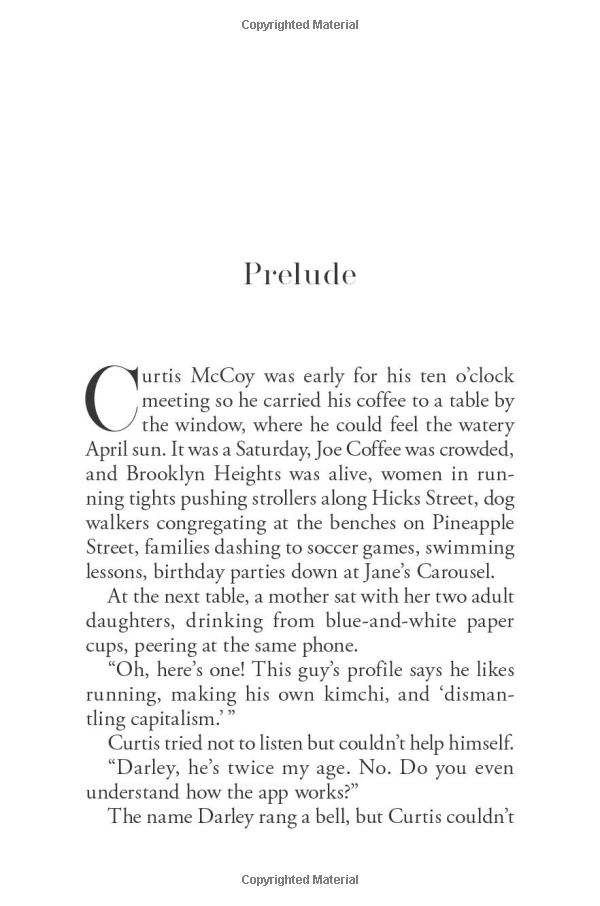 Copyrighted Material
Prelude
Curtis McCoy was early for his ten o’clock
meeting so he carried his coffee to a table by
the window, where he could feel the watery
April sun. It was a Saturday, Joe Coffee was crowded,
and Brooklyn Heights was alive, women in run-
ning tights pushing strollers along Hicks Street, dog
walkers congregating at the benches on Pineapple
Street, families dashing to soccer games, swimming
lessons, birthday parties down at Jane’s Carousel.
At the next table, a mother sat with her two adult
daughters, drinking from blue-and-white paper
cups, peering at the same phone.
“Oh, here’s one! This guy’s profile says he likes
running, making his own kimchi, and ‘disman-
tling capitalism.’ ”
Curtis tried not to listen but couldn’t help himself.
“Darley, he’s twice my age. No. Do you even
understand how the app works?”
The name Darley rang a bell, but Curtis couldn’t
Copyrighted Material